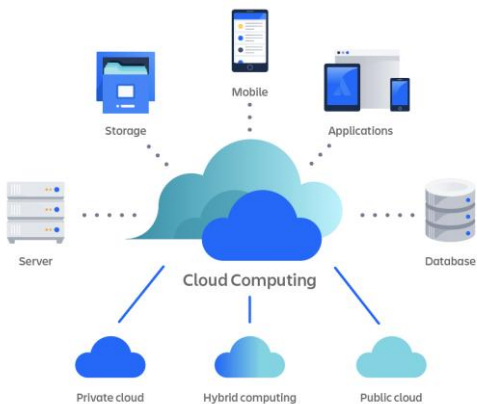 Mobile
Storage
Applications
Server
Database
Cloud Computing
Private cloud
Hybrid computing
Public cloud